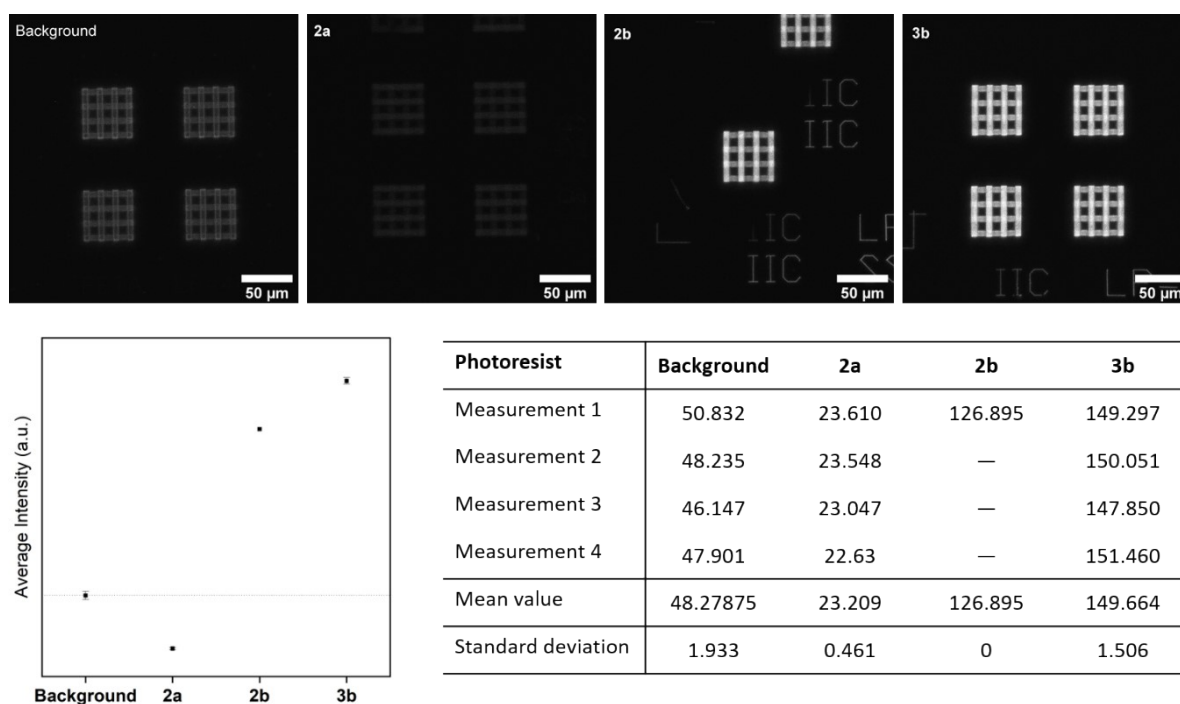 Background
2a
2b
3b
IIC
IIC
IIC
IIC
IIC
50 μm
50 μm
50 μm
50 μm
Average Intensity (a.u.)
Background 2a 2b 3b
Photoresist Background 2a 2b 3b
Measurement 1 50.832 23.610 126.895 149.297
Measurement 2 48.235 23.548 — 150.051
Measurement 3 46.147 23.047 — 147.850
Measurement 4 47.901 22.63 — 151.460
Mean value 48.27875 23.209 126.895 149.664
Standard deviation 1.933 0.461 0 1.506